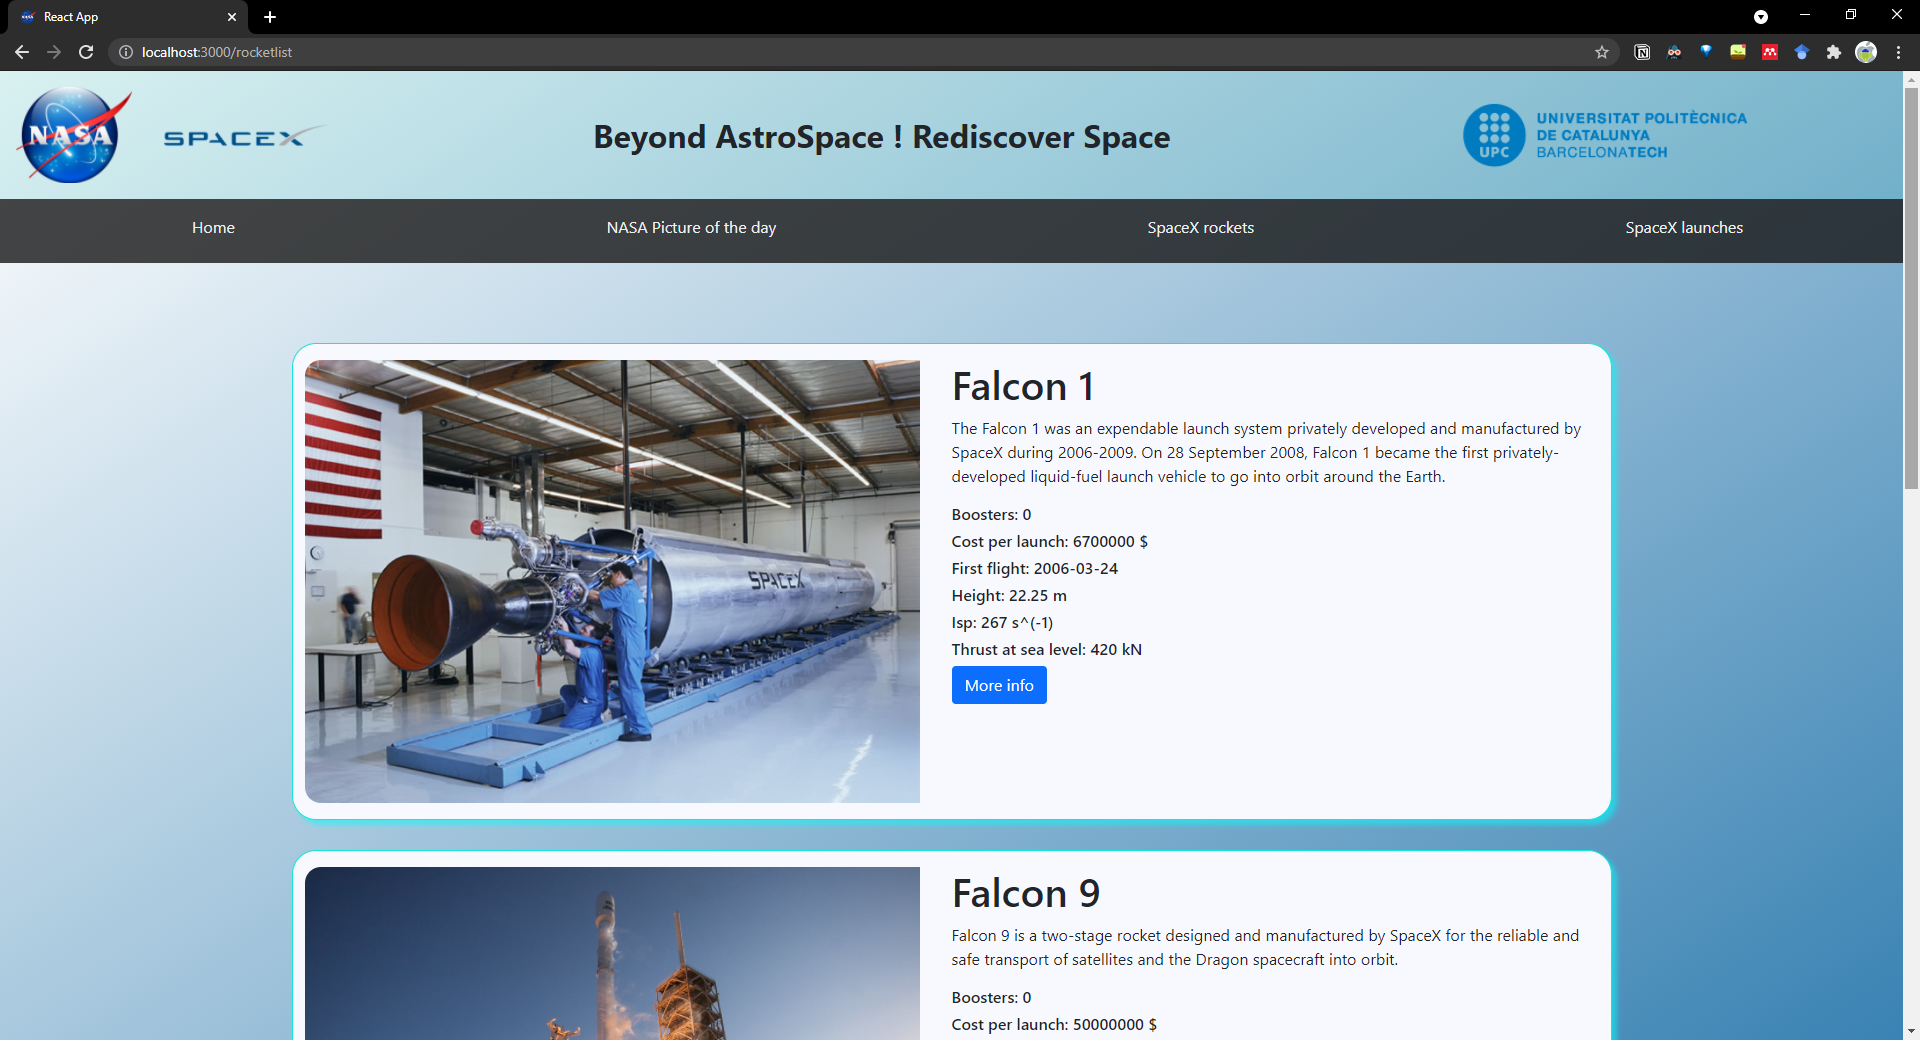 React App
localhost:3000/rocketlist
NASA
SPACEX
Beyond AstroSpace ! Rediscover Space
UPC
UNIVERSITAT POLITÈCNICA
DE CATALUNYA
BARCELONATECH
Home
NASA Picture of the day
SpaceX rockets
SpaceX launches
SPACEX
Falcon 1
The Falcon 1 was an expendable launch system privately developed and manufactured by
SpaceX during 2006-2009. On 28 September 2008, Falcon 1 became the first privately-
developed liquid-fuel launch vehicle to go into orbit around the Earth.
Boosters: 0
Cost per launch: 6700000 $
First flight: 2006-03-24
Height: 22.25 m
Isp: 267 s^(-1)
Thrust at sea level: 420 kN
More info
Falcon 9
Falcon 9 is a two-stage rocket designed and manufactured by SpaceX for the reliable and
safe transport of satellites and the Dragon spacecraft into orbit.
Boosters: 0
Cost per launch: 50000000 $